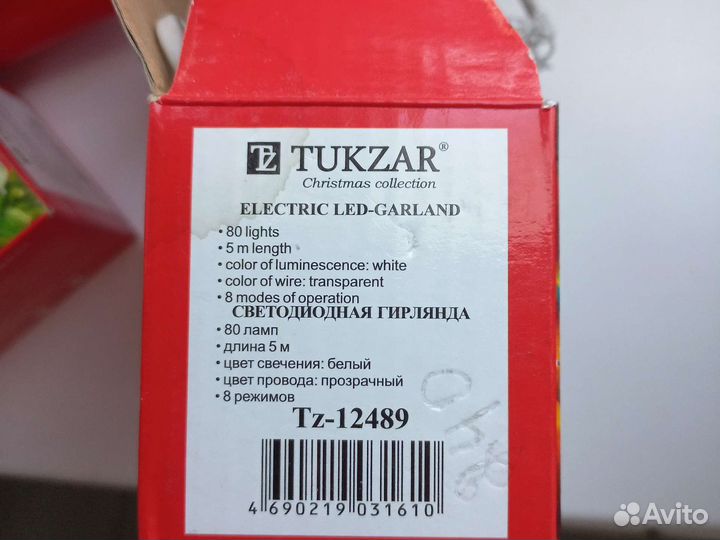 TZ TUKZAR®
Christmas collection
ELECTRIC LED-GARLAND
• 80 lights
• 5 m length
• color of luminescence: white
• color of wire: transparent
• 8 modes of operation
СВЕТОДИОДНАЯ ГИРЛЯНДА
• 80 ламп
• длина 5 м
• цвет свечения: белый
• цвет провода: прозрачный
• 8 режимов
Tz-12489
4 690219 031610
Avito